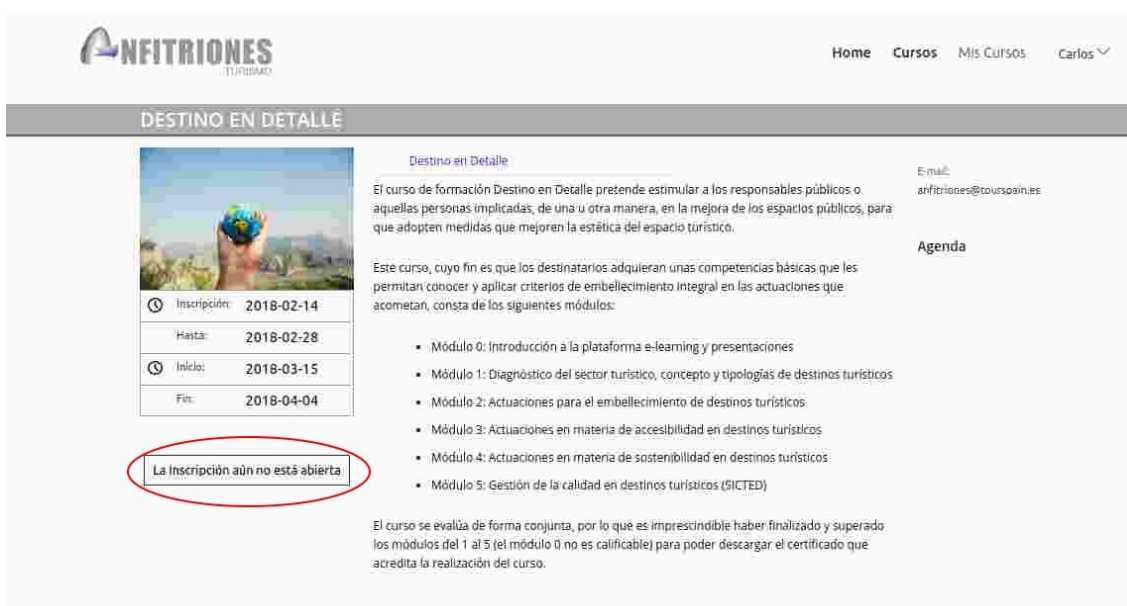 ANFITRIONES
TURISMO
Home Cursos Mis Cursos Carlos
DESTINO EN DETALLE
Inscripción: 2018-02-14
Hasta: 2018-02-28
Inicio: 2018-03-15
Fin: 2018-04-04
La Inscripción aún no está abierta
Destino en Detalle
El curso de formación Destino en Detalle pretende estimular a los responsables públicos o
aquellas personas implicadas, de una u otra manera, en la mejora de los espacios públicos, para
que adopten medidas que mejoren la estética del espacio turístico.
Este curso, cuyo fin es que los destinatarios adquieran unas competencias básicas que les
permitan conocer y aplicar criterios de embellecimiento integral en las actuaciones que
acometan, consta de los siguientes módulos:
• Módulo 0: Introducción a la plataforma e-learning y presentaciones
• Módulo 1: Diagnóstico del sector turístico, concepto y tipologías de destinos turísticos
• Módulo 2: Actuaciones para el embellecimiento de destinos turísticos
• Módulo 3: Actuaciones en materia de accesibilidad en destinos turísticos
• Módulo 4: Actuaciones en materia de sostenibilidad en destinos turísticos
• Módulo 5: Gestión de la calidad en destinos turísticos (SICTED)
El curso se evalúa de forma conjunta, por lo que es imprescindible haber finalizado y superado
los módulos del 1 al 5 (el módulo 0 no es calificable) para poder descargar el certificado que
acredita la realización del curso.
E-mail:
anfitriones@tourspain.es
Agenda